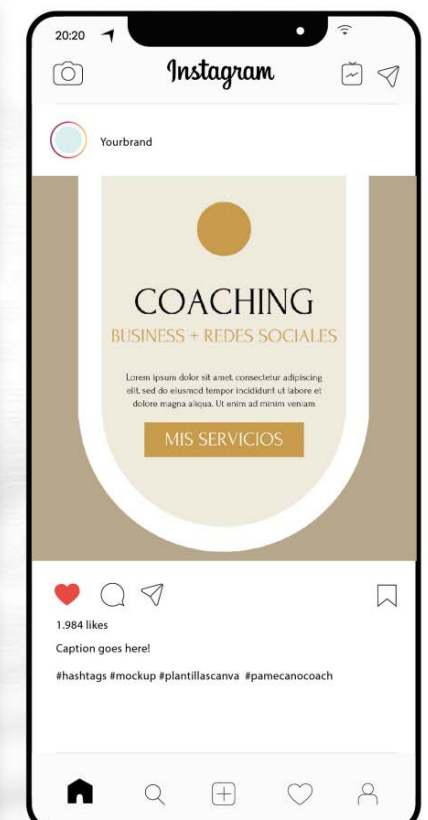 20:20
Instagram
Yourbrand
COACHING
BUSINESS + REDES SOCIALES
Lorem ipsum dolor sit amet, consectetur adipiscing
elit, sed do eiusmod tempor incididunt ut labore et
dolore magna aliqua. Ut enim ad minim veniam
MIS SERVICIOS
1.984 likes
Caption goes here!
#hashtags #mockup #plantillascanva #pamecanocoach